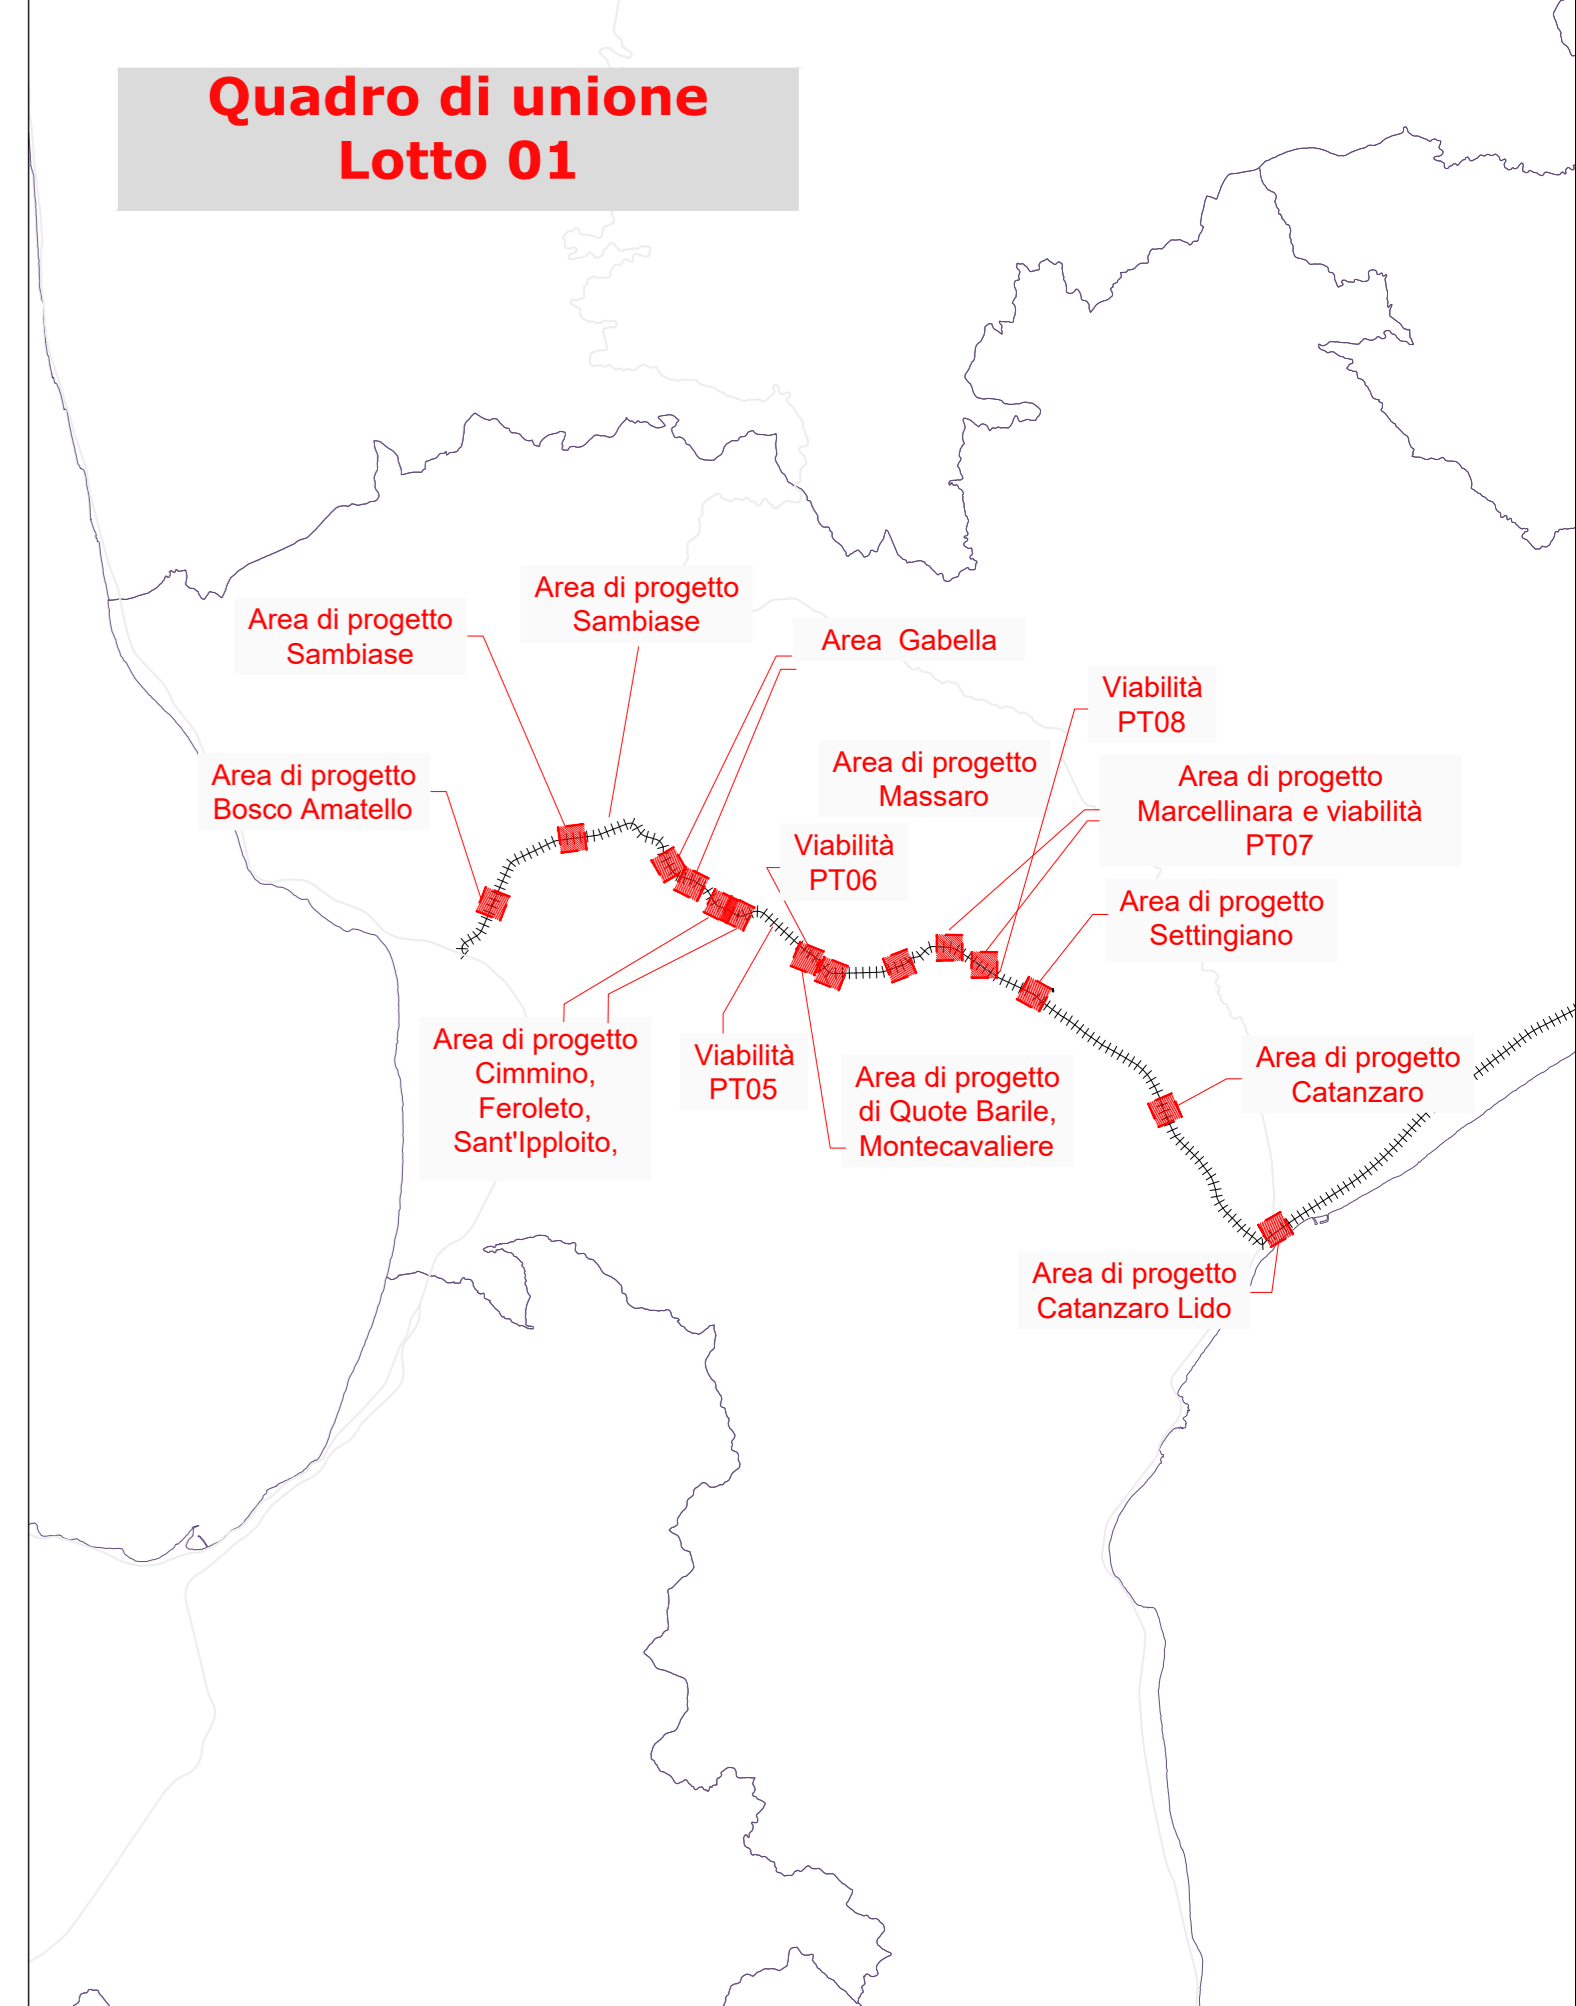 Quadro di unione
Lotto 01
Area di progetto
Sambiase
Area di progetto
Sambiase
Area Gabella
Viabilità
PT08
Area di progetto
Bosco Amatello
Area di progetto
Massaro
Area di progetto
Marcellinara e viabilità
PT07
Viabilità
PT06
Area di progetto
Settingiano
Area di progetto
Cimmino,
Feroleto,
Sant'Ipploito,
Viabilità
PT05
Area di progetto
di Quote Barile,
Montecavaliere
Area di progetto
Catanzaro
Area di progetto
Catanzaro Lido